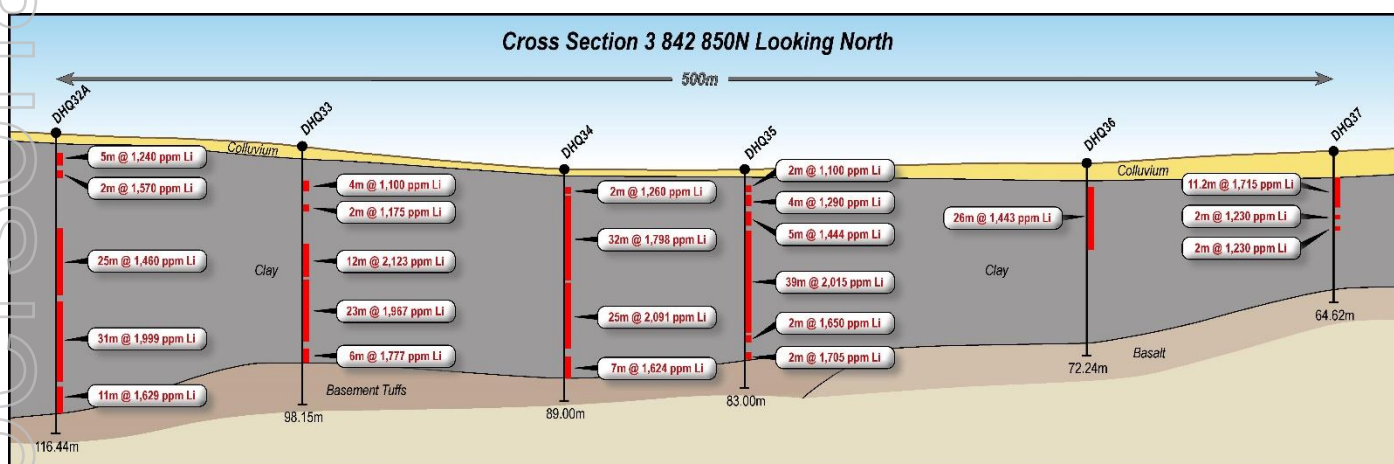 Cross Section 3 842 850N Looking North
500m
DHQ32A
DHQ33
DHQ34
DHQ35
DHQ36
DHQ37
Colluvium
Colluvium
5m @ 1,240 ppm Li
2m @ 1,570 ppm Li
25m @ 1,460 ppm Li
31m @ 1,999 ppm Li
11m @ 1,629 ppm Li
116.44m
Clay
4m @ 1,100 ppm Li
2m @ 1,175 ppm Li
12m @ 2,123 ppm Li
23m @ 1,967 ppm Li
6m @ 1,777 ppm Li
98.15m
Basement Tuffs
2m @ 1,260 ppm Li
32m @ 1,798 ppm Li
25m @ 2,091 ppm Li
7m @ 1,624 ppm Li
89.00m
2m @ 1,100 ppm Li
4m @ 1,290 ppm Li
5m @ 1,444 ppm Li
39m @ 2,015 ppm Li
2m @ 1,650 ppm Li
2m @ 1,705 ppm Li
83.00m
26m @ 1,443 ppm Li
Clay
72.24m
Basalt
11.2m @ 1,715 ppm Li
2m @ 1,230 ppm Li
2m @ 1,230 ppm Li
64.62m